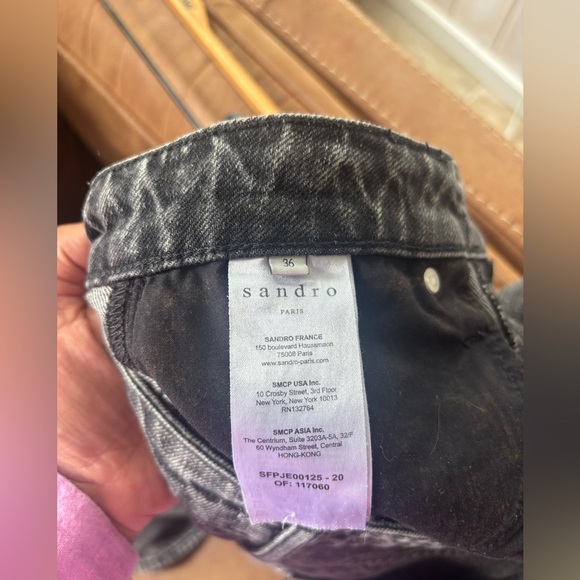 36
sandro
PARIS
SANDRO FRANCE
150 boulevard Haussmann
75008 Paris
www.sandro-paris.com
SMCP USA Inc.
10 Crosby Street, 3rd Floor
New York, New York 10013
RN132784
SMCP ASIA Inc.
The Centrium, Suite 3203A-5A, 32/F
60 Wyndham Street, Central
HONG-KONG
SFPJE00125 - 20
OF: 117060